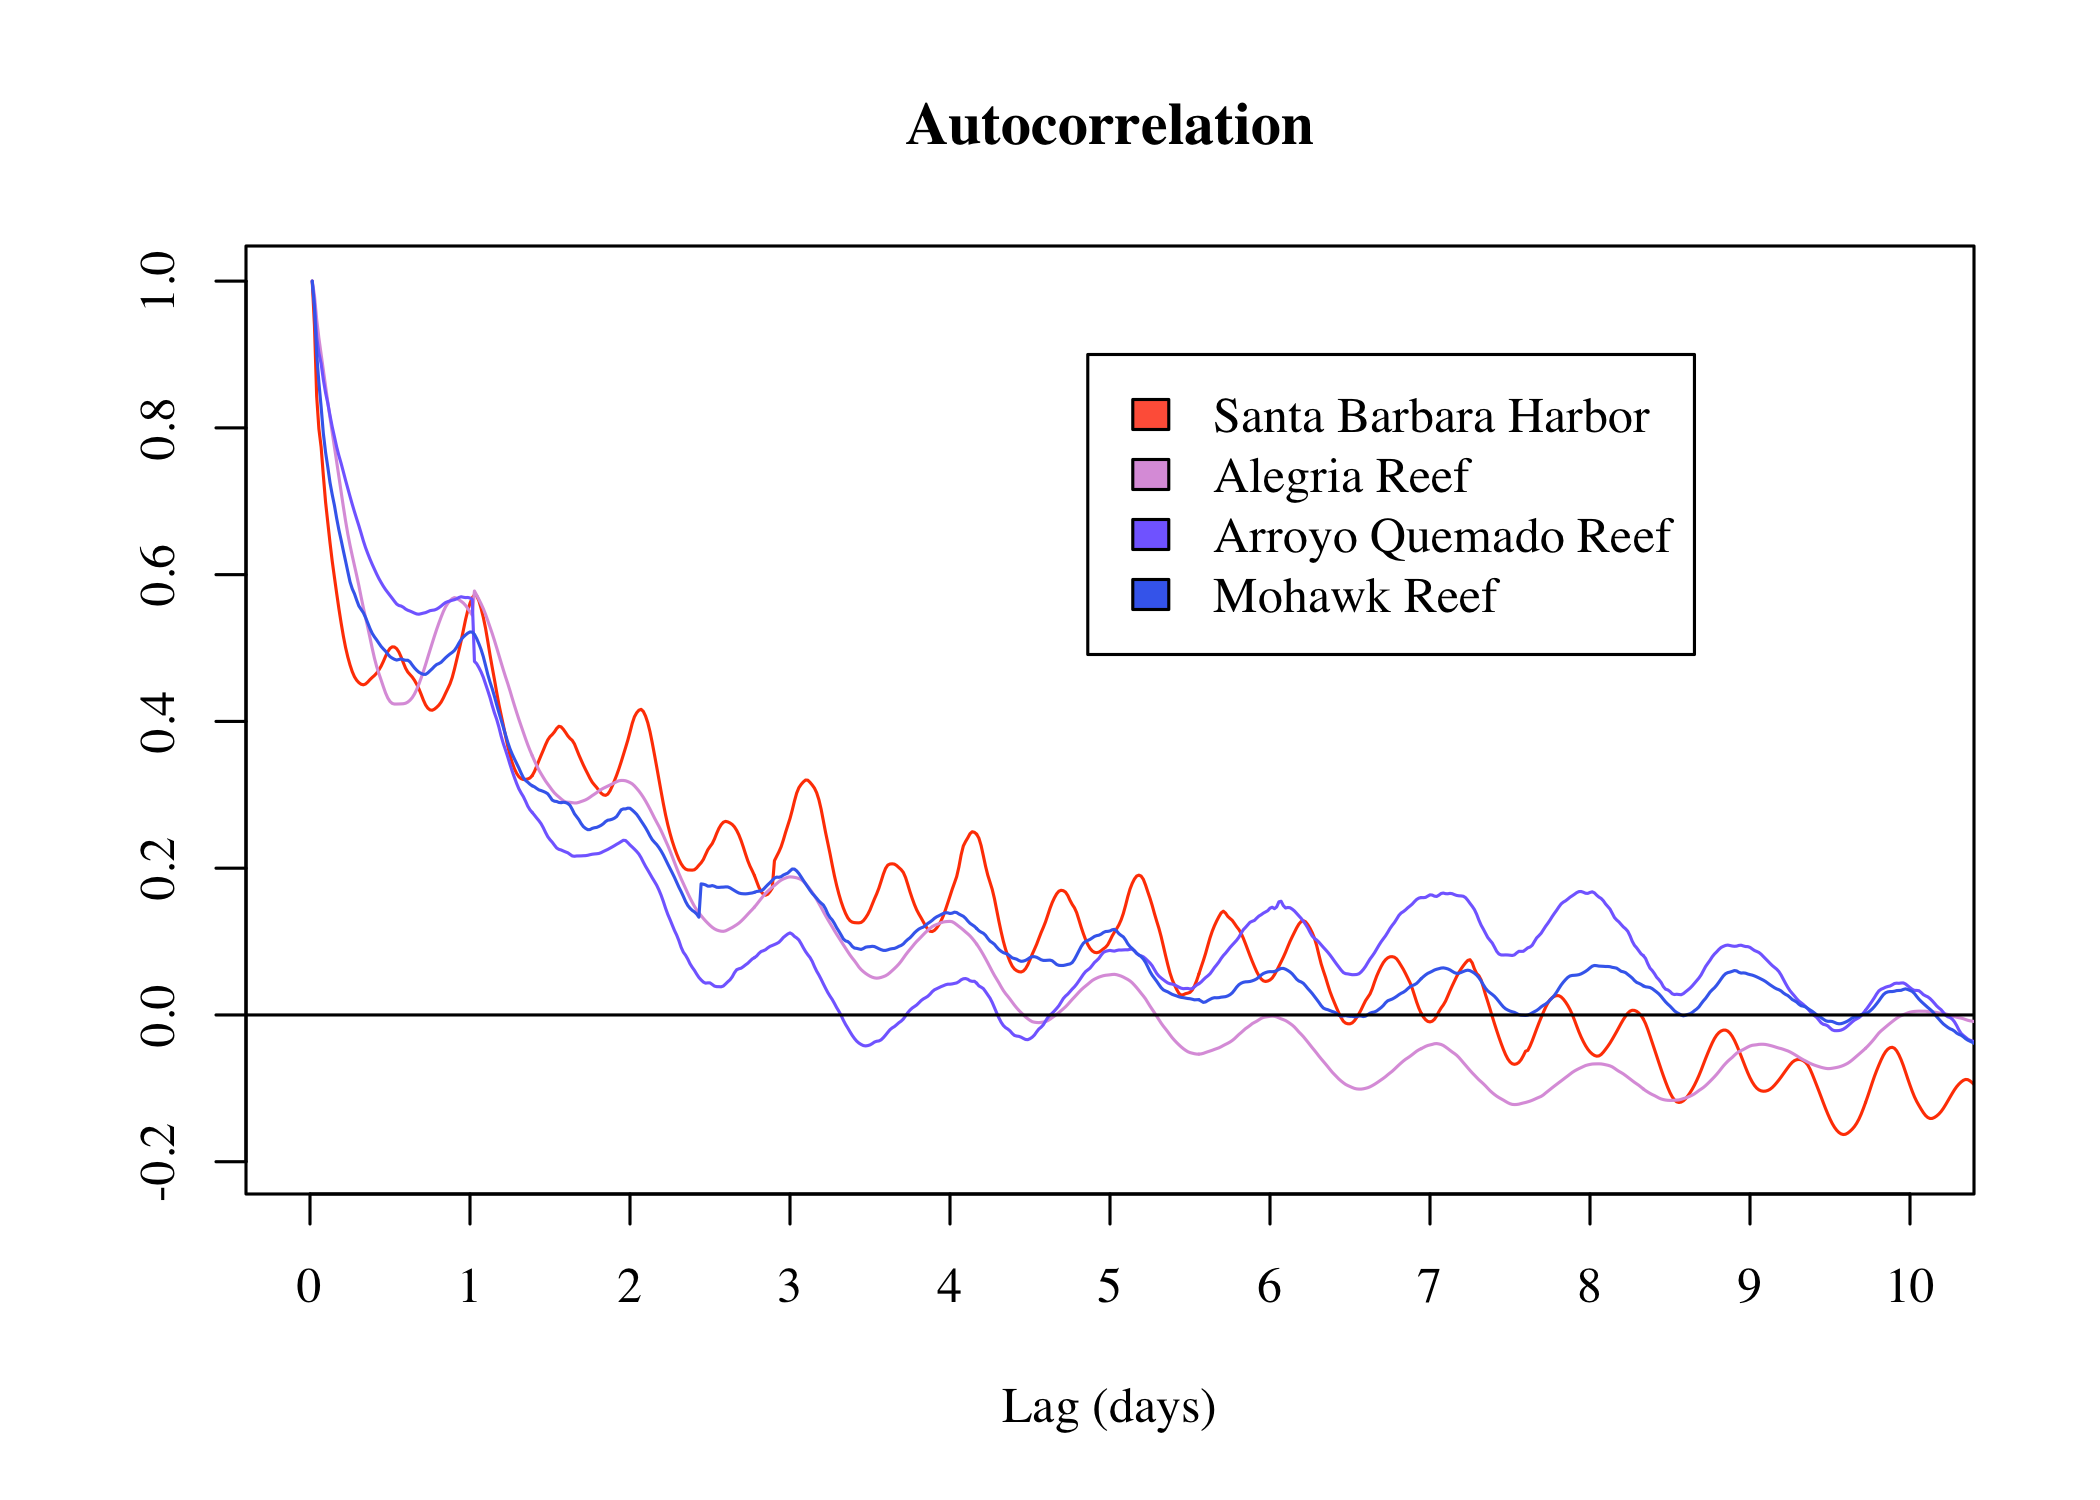 Autocorrelation
1.0
0.8
0.6
0.4
0.2
0.0
-0.2
Santa Barbara Harbor
Alegria Reef
Arroyo Quemado Reef
Mohawk Reef
0 1 2 3 4 5 6 7 8 9 10
Lag (days)